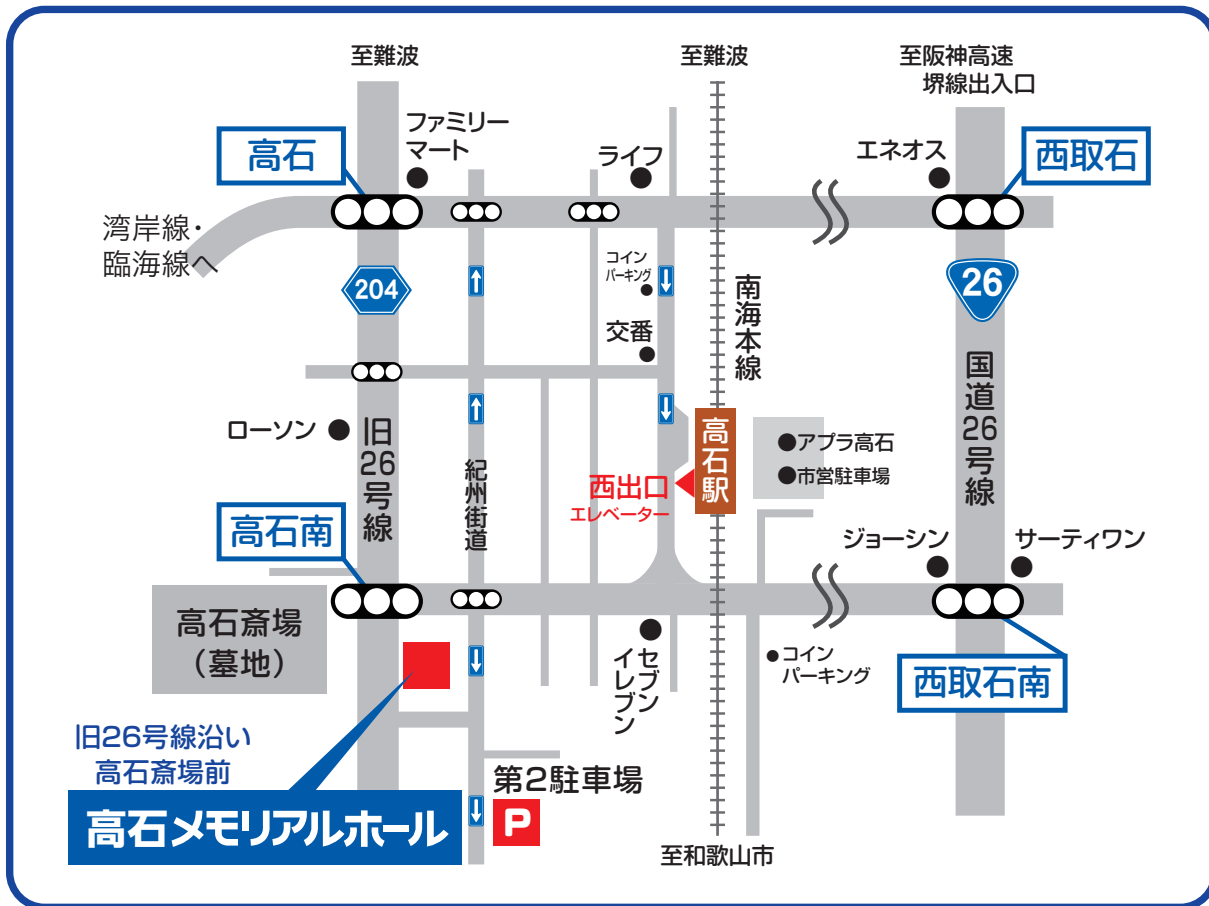 至難波
至難波
至阪神高速
堺線出入口
高石
ファミリー
マート
ライフ
エネオス
西取石
湾岸線・
臨海線へ
204
コイン
パーキング
26
南海本線
交番
国道26号線
ローソン
旧26号線
紀州街道
高石駅
アプラ高石
市営駐車場
西出口
エレベーター
高石南
ジョーシン
サーティワン
高石斎場
（墓地）
セブン
イレブン
コイン
パーキング
西取石南
旧26号線沿い
高石斎場前
高石メモリアルホール
第2駐車場
P
至和歌山市